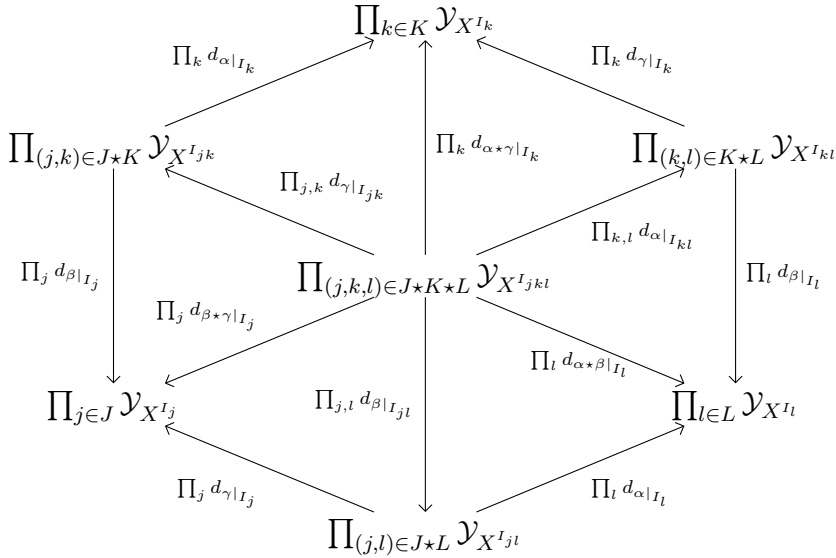 ∏_{k∈K} 𝒴_{X^{I_k}}
∏_k d_{α|_{I_k}} ∏_k d_{γ|_{I_k}}
∏_{(j,k)∈J⋆K} 𝒴_{X^{I_{jk}}} ∏_k d_{α⋆γ|_{I_k}} ∏_{(k,l)∈K⋆L} 𝒴_{X^{I_{kl}}}
∏_{j,k} d_{γ|_{I_{jk}}} ∏_{k,l} d_{α|_{I_{kl}}}
∏_j d_{β|_{I_j}} ∏_{(j,k,l)∈J⋆K⋆L} 𝒴_{X^{I_{jkl}}} ∏_l d_{β|_{I_l}}
∏_j d_{β⋆γ|_{I_j}} ∏_l d_{α⋆β|_{I_l}}
∏_{j∈J} 𝒴_{X^{I_j}} ∏_{j,l} d_{β|_{I_{jl}}} ∏_{l∈L} 𝒴_{X^{I_l}}
∏_j d_{γ|_{I_j}} ∏_l d_{α|_{I_l}}
∏_{(j,l)∈J⋆L} 𝒴_{X^{I_{jl}}}